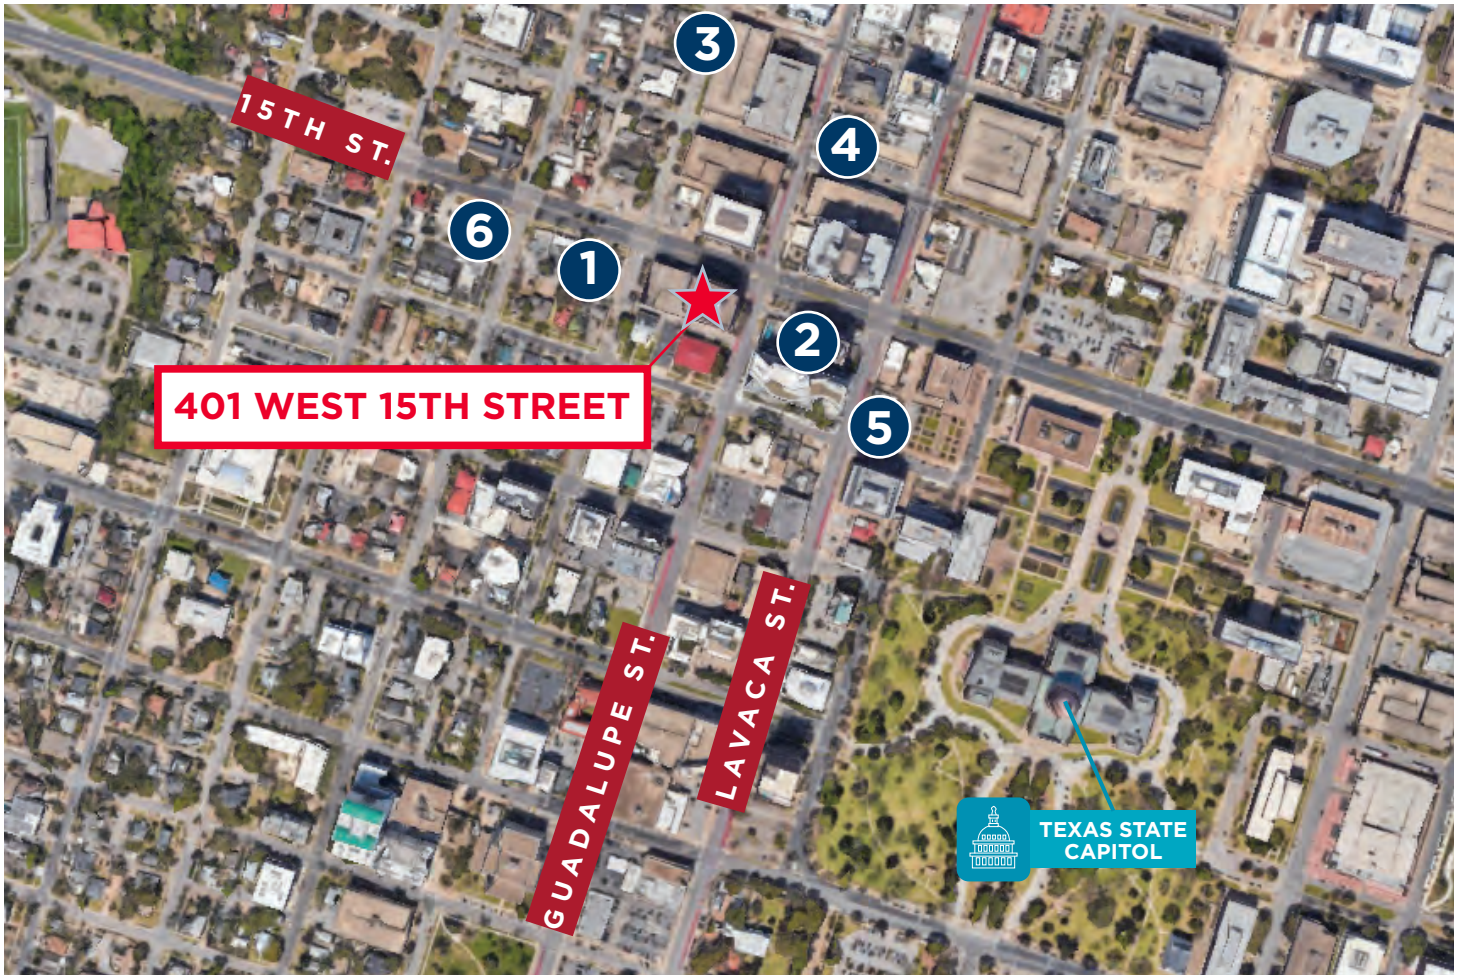 3
15TH ST.
4
6
1
2
401 WEST 15TH STREET
5
GUADALUPE ST.
LAVACA ST.
TEXAS STATE
CAPITOL